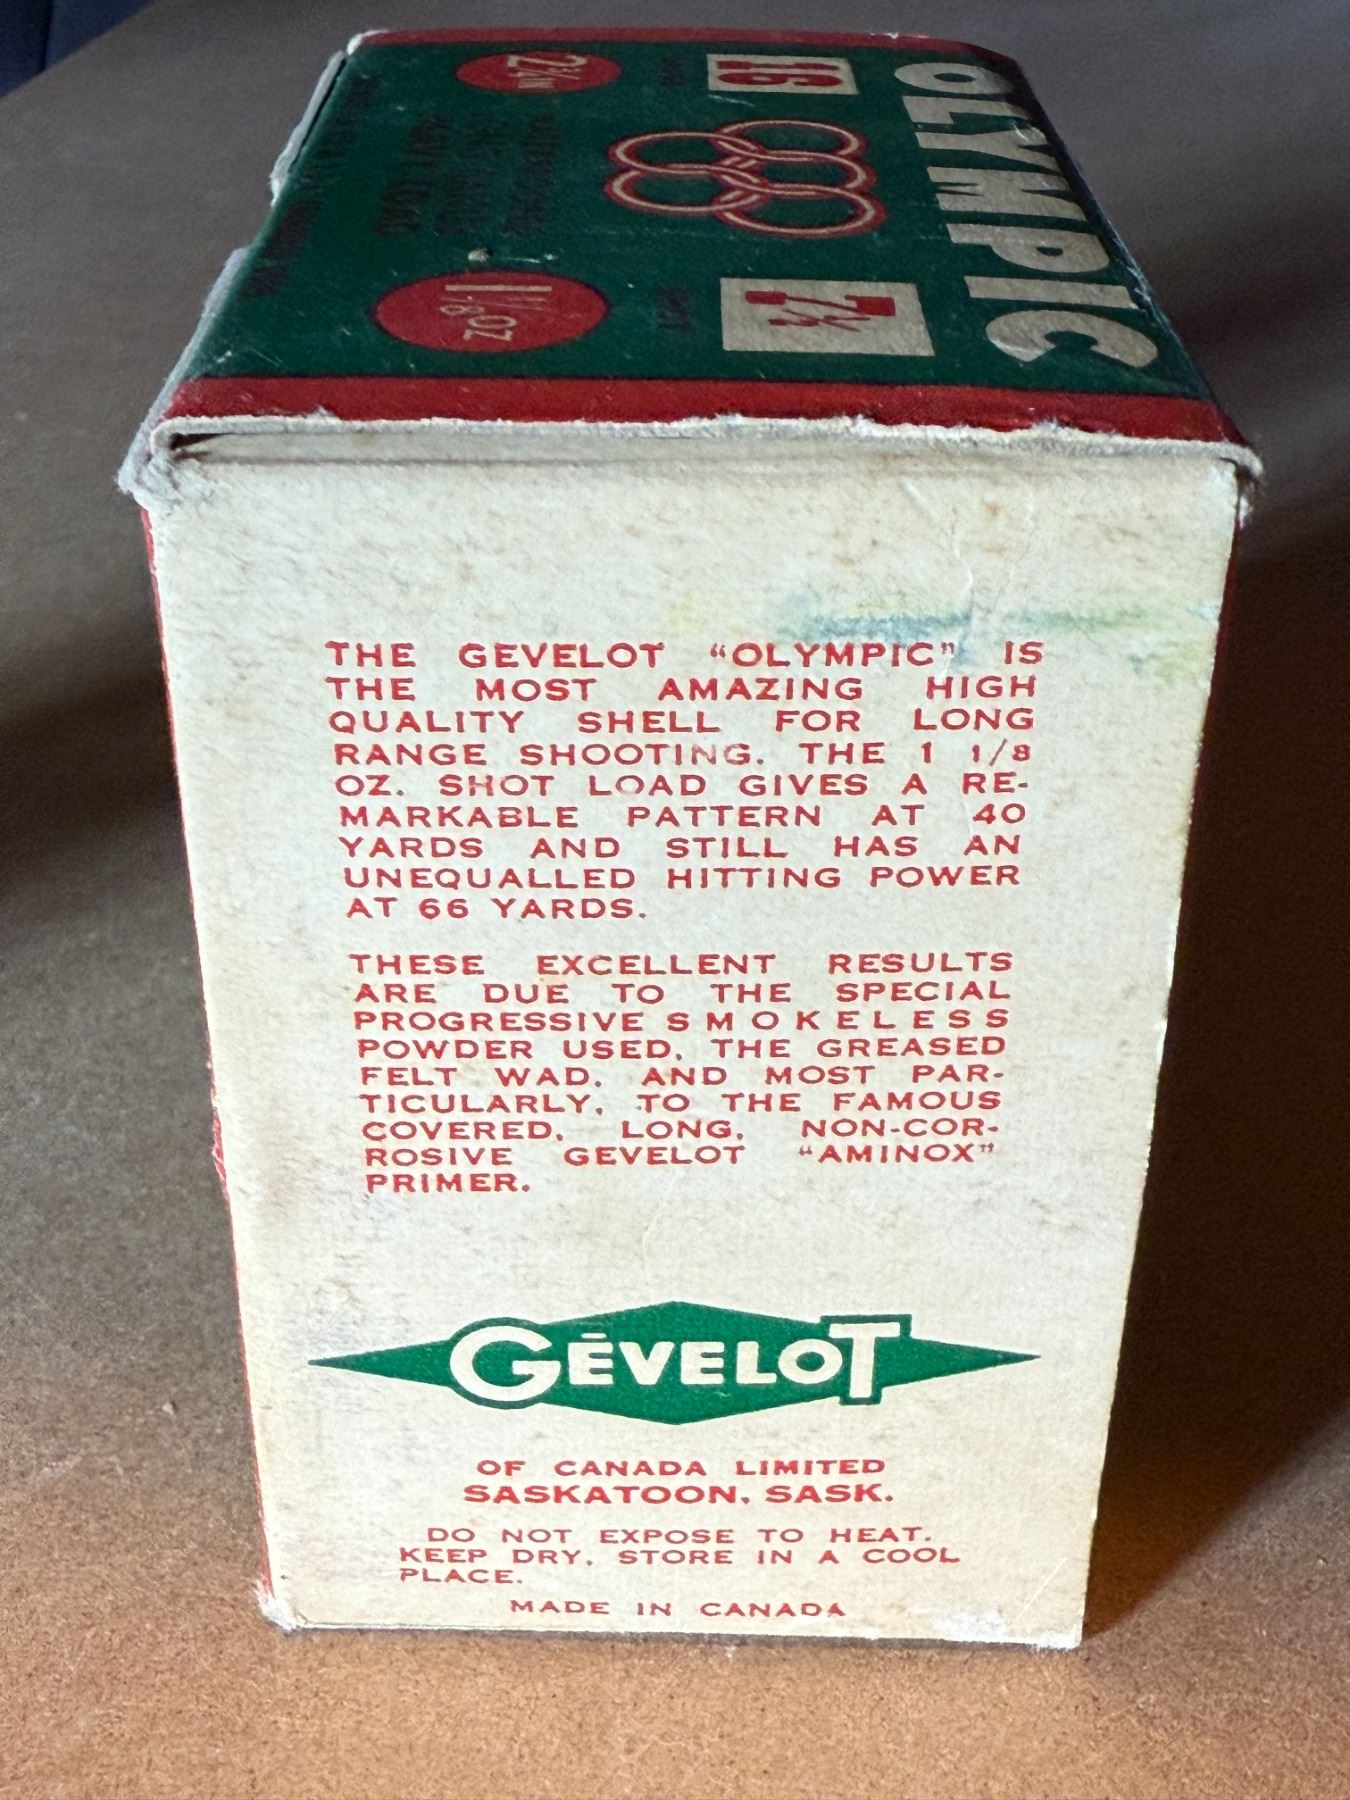 OLYMPIC
16
7½
2¾ IN
1 1/8 OZ
THE GEVELOT "OLYMPIC" IS
THE MOST AMAZING HIGH
QUALITY SHELL FOR LONG
RANGE SHOOTING. THE 1 1/8
OZ. SHOT LOAD GIVES A RE-
MARKABLE PATTERN AT 40
YARDS AND STILL HAS AN
UNEQUALLED HITTING POWER
AT 66 YARDS.
THESE EXCELLENT RESULTS
ARE DUE TO THE SPECIAL
PROGRESSIVE SMOKELESS
POWDER USED, THE GREASED
FELT WAD, AND MOST PAR-
TICULARLY, TO THE FAMOUS
COVERED, LONG, NON-COR-
ROSIVE GEVELOT "AMINOX"
PRIMER.
GÉVELOT
OF CANADA LIMITED
SASKATOON, SASK.
DO NOT EXPOSE TO HEAT.
KEEP DRY, STORE IN A COOL
PLACE.
MADE IN CANADA